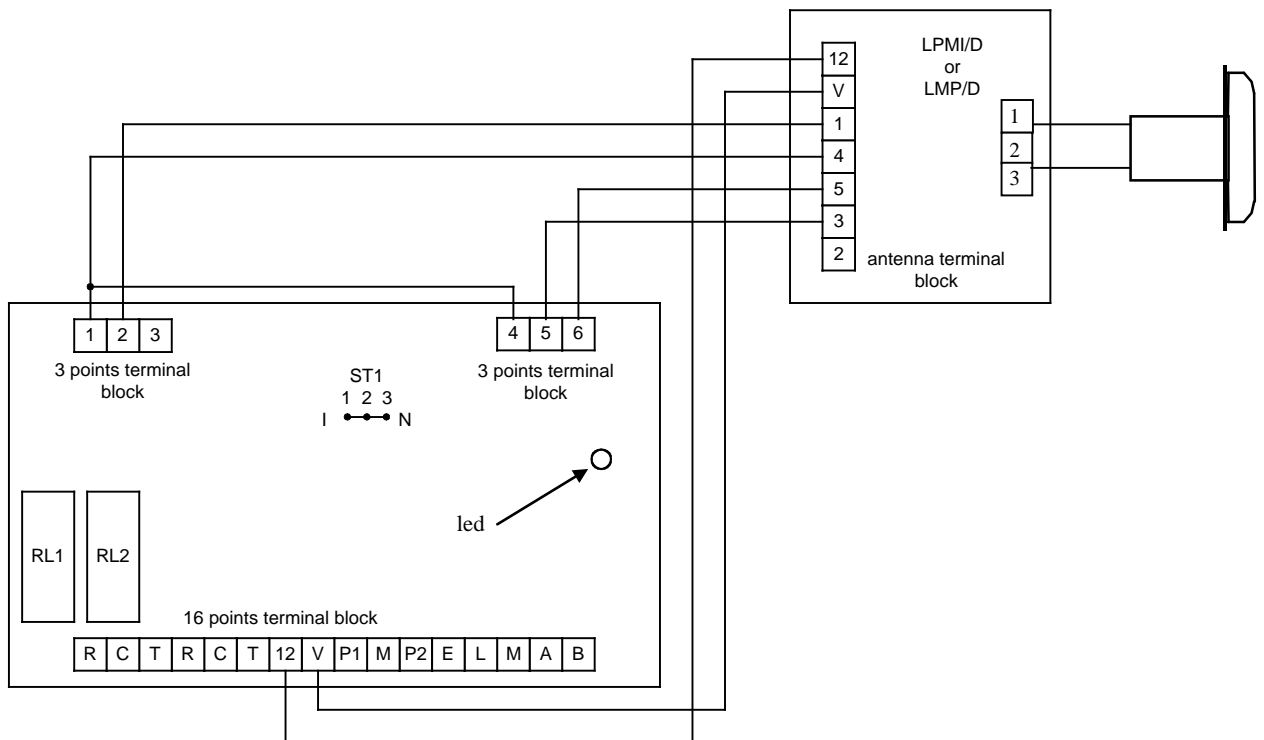 LPMI/D
or
LMP/D
12
V
1
4
5
3
2
1
2
3
antenna terminal
block
1 2 3
3 points terminal
block
4 5 6
3 points terminal
block
ST1
1 2 3
I N
led
RL1 RL2
16 points terminal block
R C T R C T 12 V P1 M P2 E L M A B